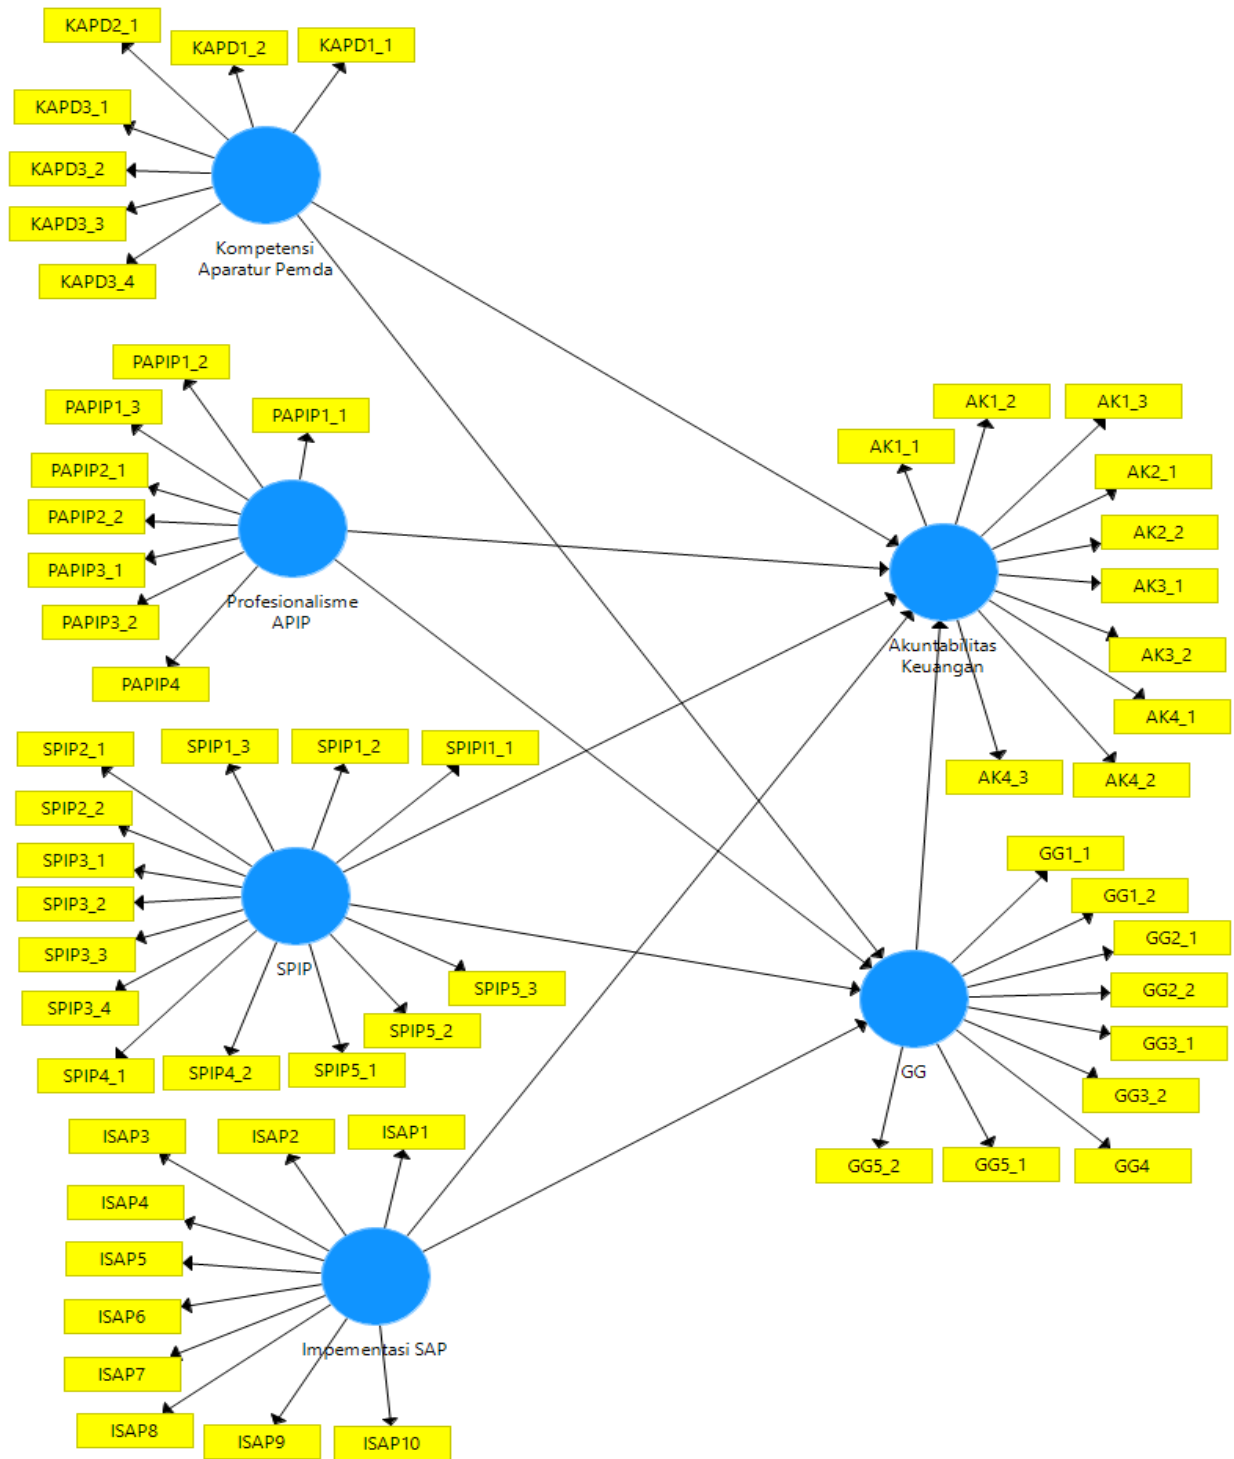 KAPD2_1
KAPD1_2
KAPD1_1
KAPD3_1
KAPD3_2
KAPD3_3
KAPD3_4
Kompetensi
Aparatur Pemda
PAPIP1_2
PAPIP1_3
PAPIP1_1
PAPIP2_1
PAPIP2_2
PAPIP3_1
PAPIP3_2
PAPIP4
Profesionalisme
APIP
AK1_1
AK1_2
AK1_3
AK2_1
AK2_2
AK3_1
AK3_2
AK4_1
AK4_2
AK4_3
Akuntabilitas
Keuangan
SPIP2_1
SPIP1_3
SPIP1_2
SPIPI1_1
SPIP2_2
SPIP3_1
SPIP3_2
SPIP3_3
SPIP3_4
SPIP4_1
SPIP4_2
SPIP5_1
SPIP5_2
SPIP5_3
SPIP
GG1_1
GG1_2
GG2_1
GG2_2
GG3_1
GG3_2
GG4
GG5_1
GG5_2
GG
ISAP3
ISAP2
ISAP1
ISAP4
ISAP5
ISAP6
ISAP7
ISAP8
ISAP9
ISAP10
Impementasi SAP